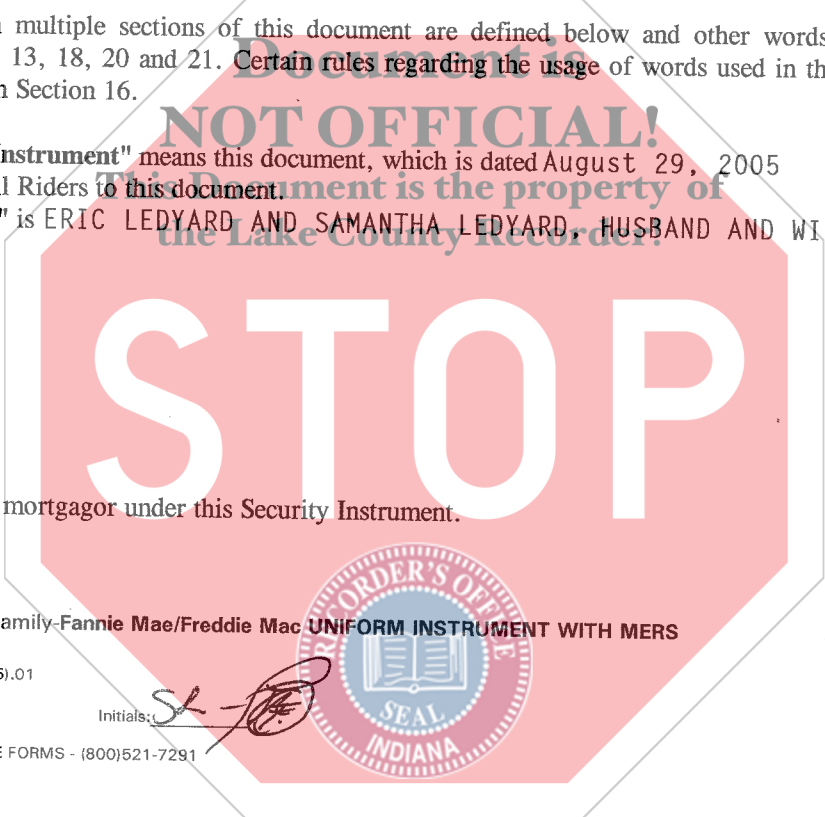 multiple sections of this document are defined below and other words
13, 18, 20 and 21. Certain rules regarding the usage of words used in th
n Section 16.
Document is
NOT OFFICIAL!
This Document is the property of
the Lake County Recorder!
nstrument" means this document, which is dated August 29, 2005
l Riders to this document.
" is ERIC LEDYARD AND SAMANTHA LEDYARD, HUSBAND AND WI
STOP
mortgagor under this Security Instrument.
amily-Fannie Mae/Freddie Mac UNIFORM INSTRUMENT WITH MERS
).01
Initials:
E FORMS - (800)521-7291
RECORDER'S OFFICE
SEAL
INDIANA